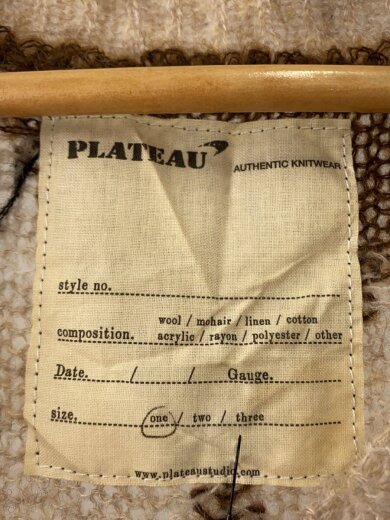 PLATEAU
AUTHENTIC KNITWEAR
style no.
wool / mohair / linen / cotton
composition. acrylic / rayon / polyester / other
Date. / / Gauge.
size. one / two / three
www.plateaustudio.com